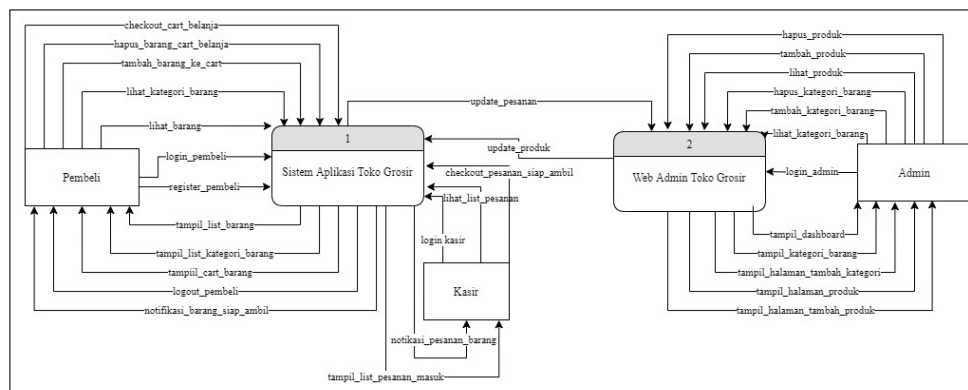 checkout_cart_belanja
hapus_barang_cart_belanja
tambah_barang_ke_cart
lihat_kategori_barang
lihat_barang
login_pembeli
register_pembeli
Pembeli
tampil_list_barang
tampil_list_kategori_barang
tampiil_cart_barang
logout_pembeli
notifikasi_barang_siap_ambil
1
Sistem Aplikasi Toko Grosir
update_pesanan
update_produk
checkout_pesanan_siap_ambil
lihat_list_pesanan
login kasir
Kasir
notikasi_pesanan_barang
tampil_list_pesanan_masuk
2
Web Admin Toko Grosir
hapus_produk
tambah_produk
lihat_produk
hapus_kategori_barang
tambah_kategori_barang
lihat_kategori_barang
login_admin
Admin
tampil_dashboard
tampil_kategori_barang
tampil_halaman_tambah_kategori
tampil_halaman_produk
tampil_halaman_tambah_produk